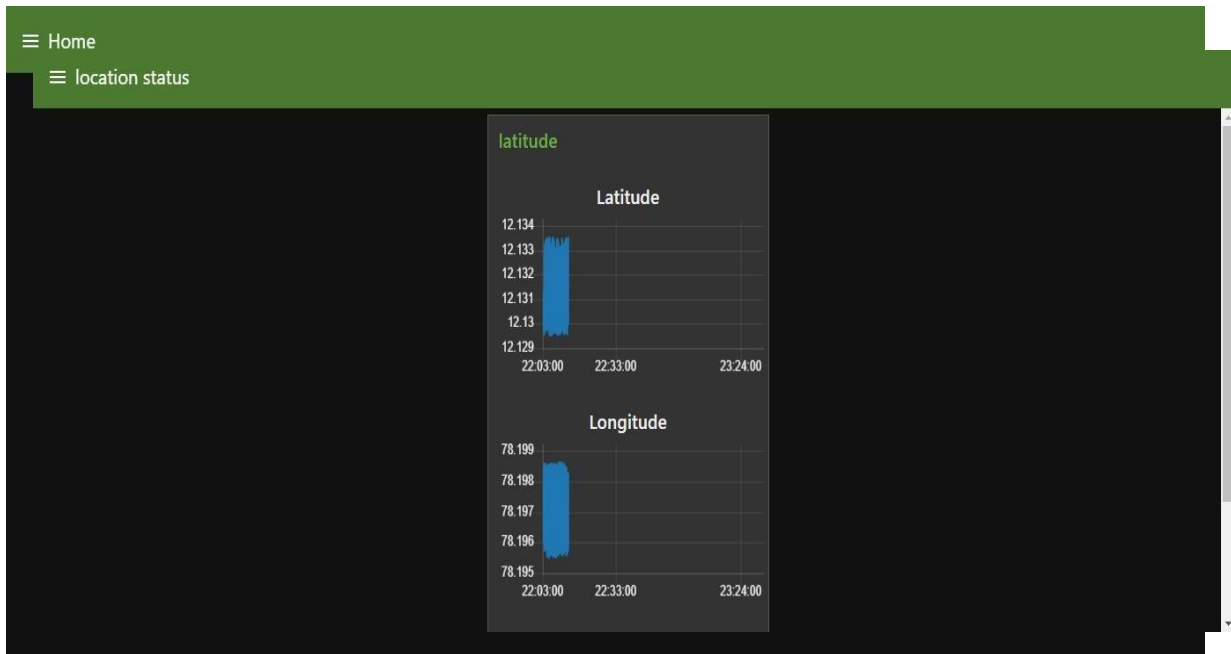 ☰ Home
☰ location status
latitude
Latitude
12.134
12.133
12.132
12.131
12.13
12.129
22:03:00 22:33:00 23:24:00
Longitude
78.199
78.198
78.197
78.196
78.195
22:03:00 22:33:00 23:24:00